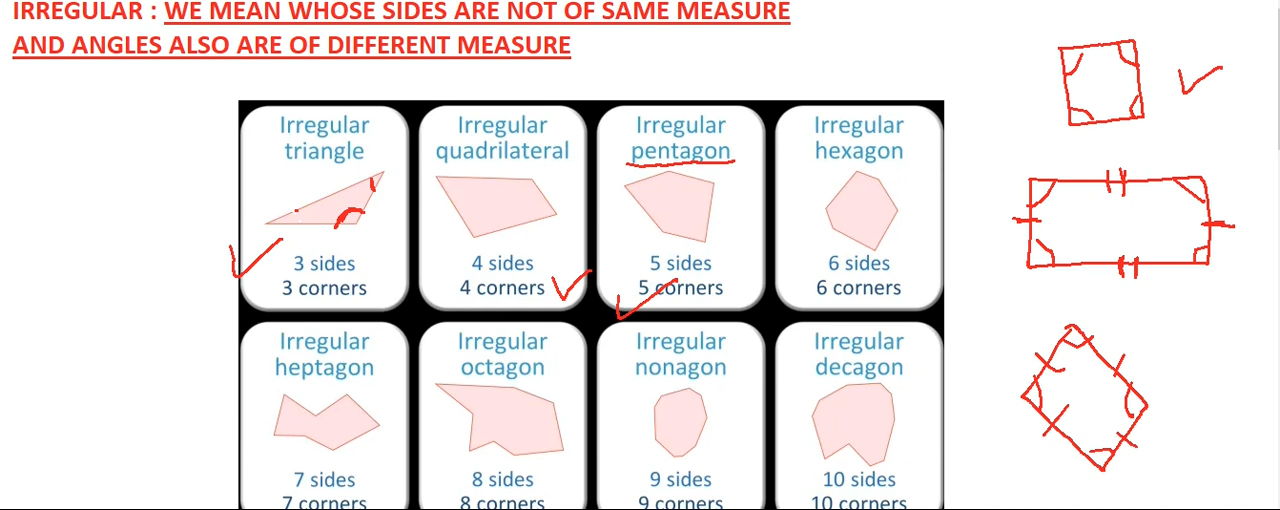 IRREGULAR : WE MEAN WHOSE SIDES ARE NOT OF SAME MEASURE
AND ANGLES ALSO ARE OF DIFFERENT MEASURE
Irregular
triangle
3 sides
3 corners
Irregular
quadrilateral
4 sides
4 corners
Irregular
pentagon
5 sides
5 corners
Irregular
hexagon
6 sides
6 corners
Irregular
heptagon
7 sides
7 corners
Irregular
octagon
8 sides
8 corners
Irregular
nonagon
9 sides
9 corners
Irregular
decagon
10 sides
10 corners